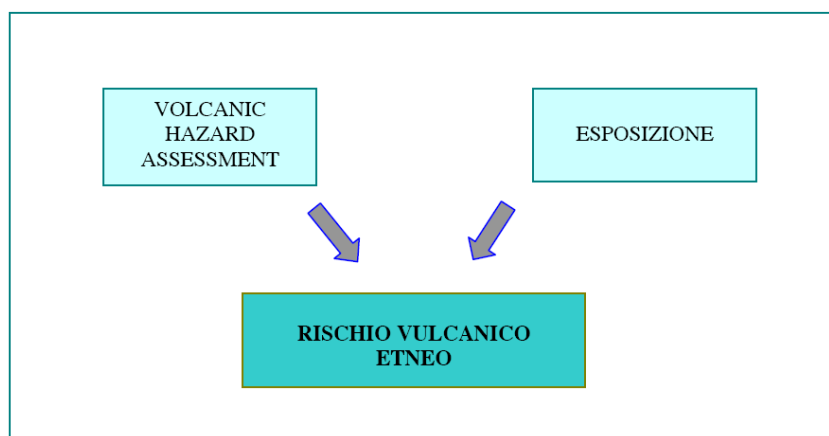 VOLCANIC
HAZARD
ASSESSMENT
ESPOSIZIONE
RISCHIO VULCANICO
ETNEO